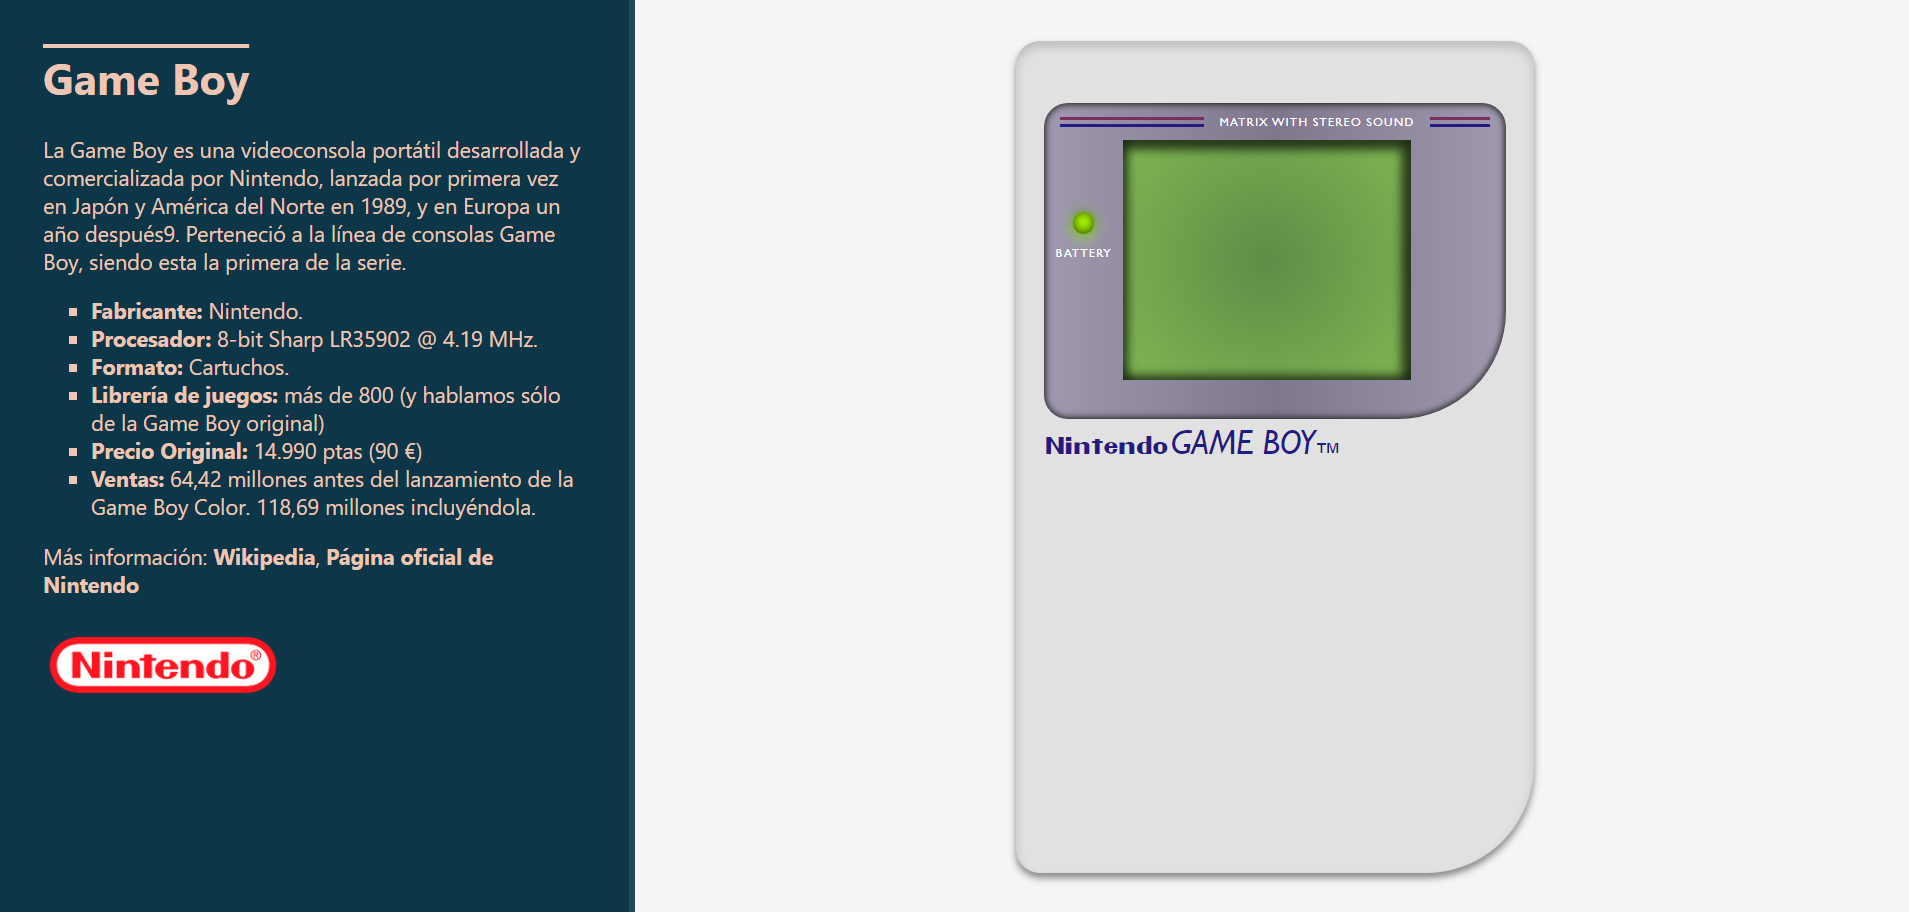 Game Boy
La Game Boy es una videoconsola portátil desarrollada y
comercializada por Nintendo, lanzada por primera vez
en Japón y América del Norte en 1989, y en Europa un
año después9. Perteneció a la línea de consolas Game
Boy, siendo esta la primera de la serie.
Fabricante: Nintendo.
Procesador: 8-bit Sharp LR35902 @ 4.19 MHz.
Formato: Cartuchos.
Librería de juegos: más de 800 (y hablamos sólo
de la Game Boy original)
Precio Original: 14.990 ptas (90 €)
Ventas: 64,42 millones antes del lanzamiento de la
Game Boy Color. 118,69 millones incluyéndola.
Más información: Wikipedia, Página oficial de
Nintendo
Nintendo®
MATRIX WITH STEREO SOUND
BATTERY
Nintendo GAME BOY TM